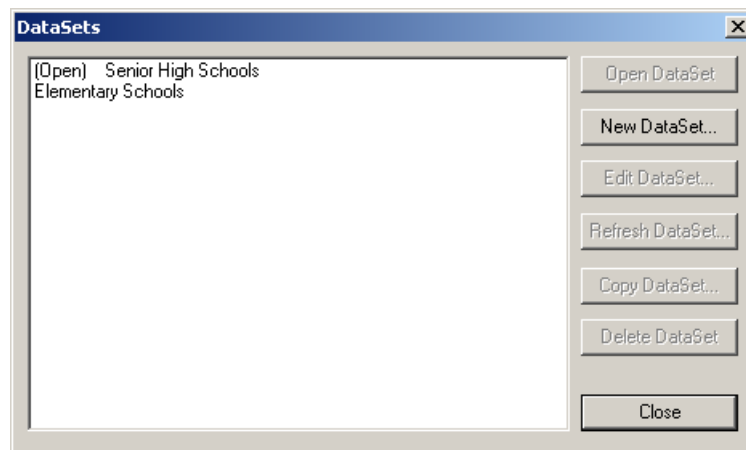 DataSets
(Open) Senior High Schools
Elementary Schools
Open DataSet
New DataSet...
Edit DataSet...
Refresh DataSet...
Copy DataSet...
Delete DataSet
Close